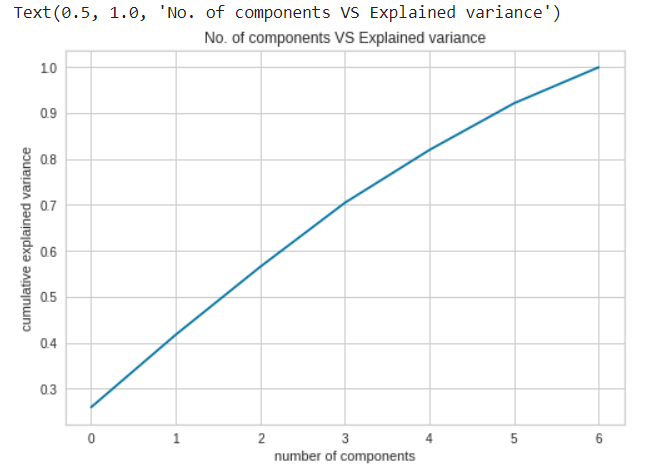 Text(0.5, 1.0, 'No. of components VS Explained variance')
No. of components VS Explained variance
1.0
0.9
0.8
0.7
0.6
0.5
0.4
0.3
cumulative explained variance
0 1 2 3 4 5 6
number of components